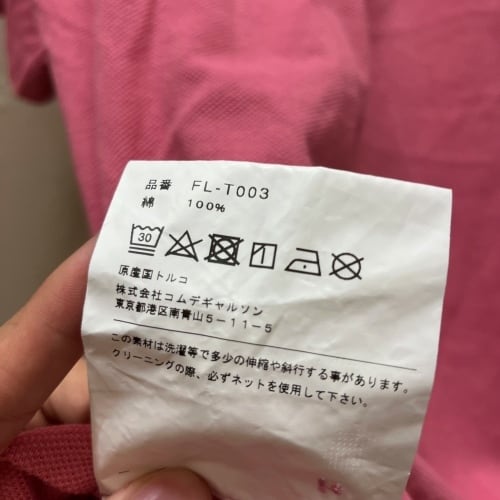 品番 FL-T003
綿 100%
30
原産国トルコ
株式会社コムデギャルソン
東京都港区南青山5-11-5
この素材は洗濯等で多少の伸縮や斜行する事があります。
クリーニングの際、必ずネットを使用して下さい。